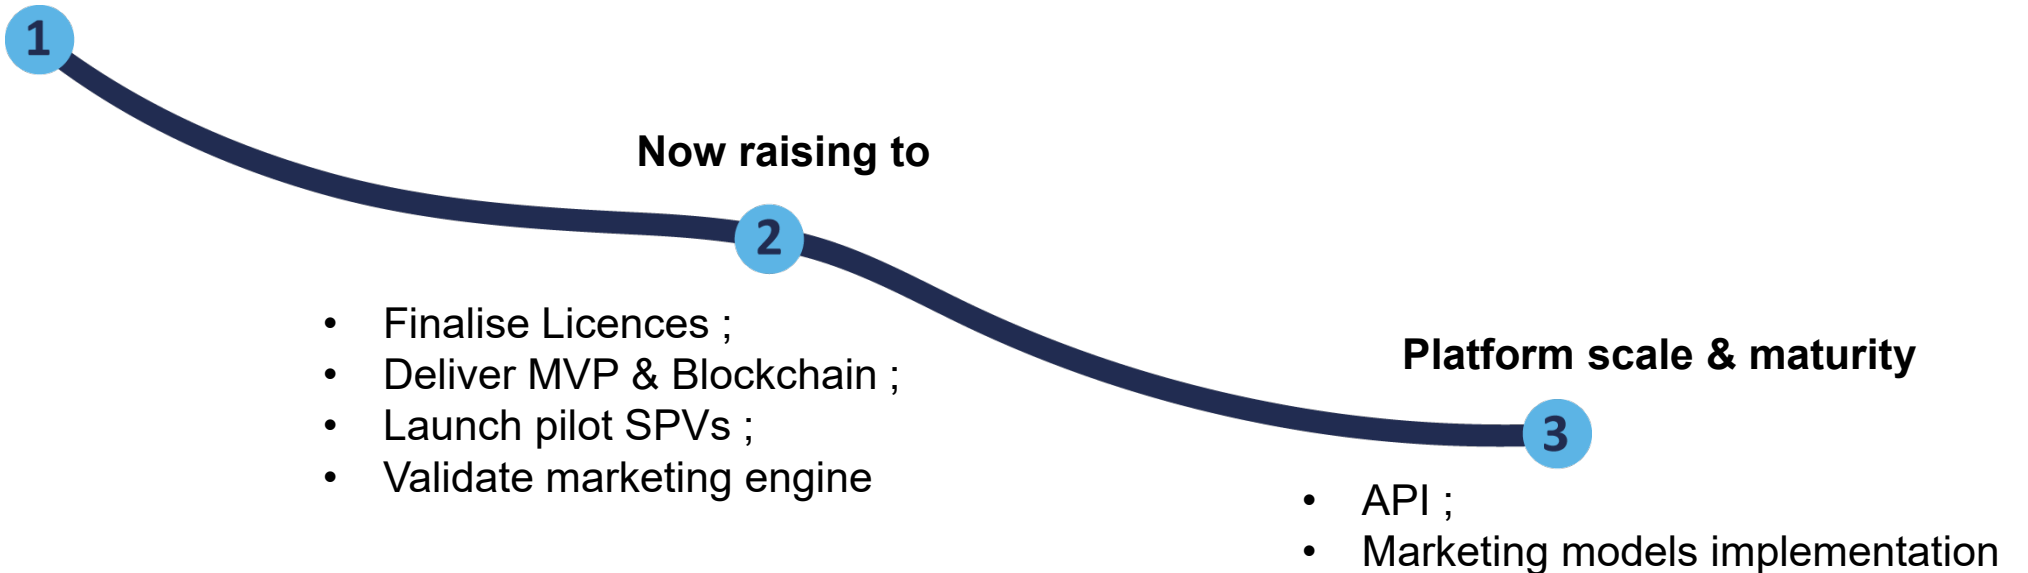 1
Now raising to
2
• Finalise Licences ;
• Deliver MVP & Blockchain ;
• Launch pilot SPVs ;
• Validate marketing engine
Platform scale & maturity
3
• API ;
• Marketing models implementation